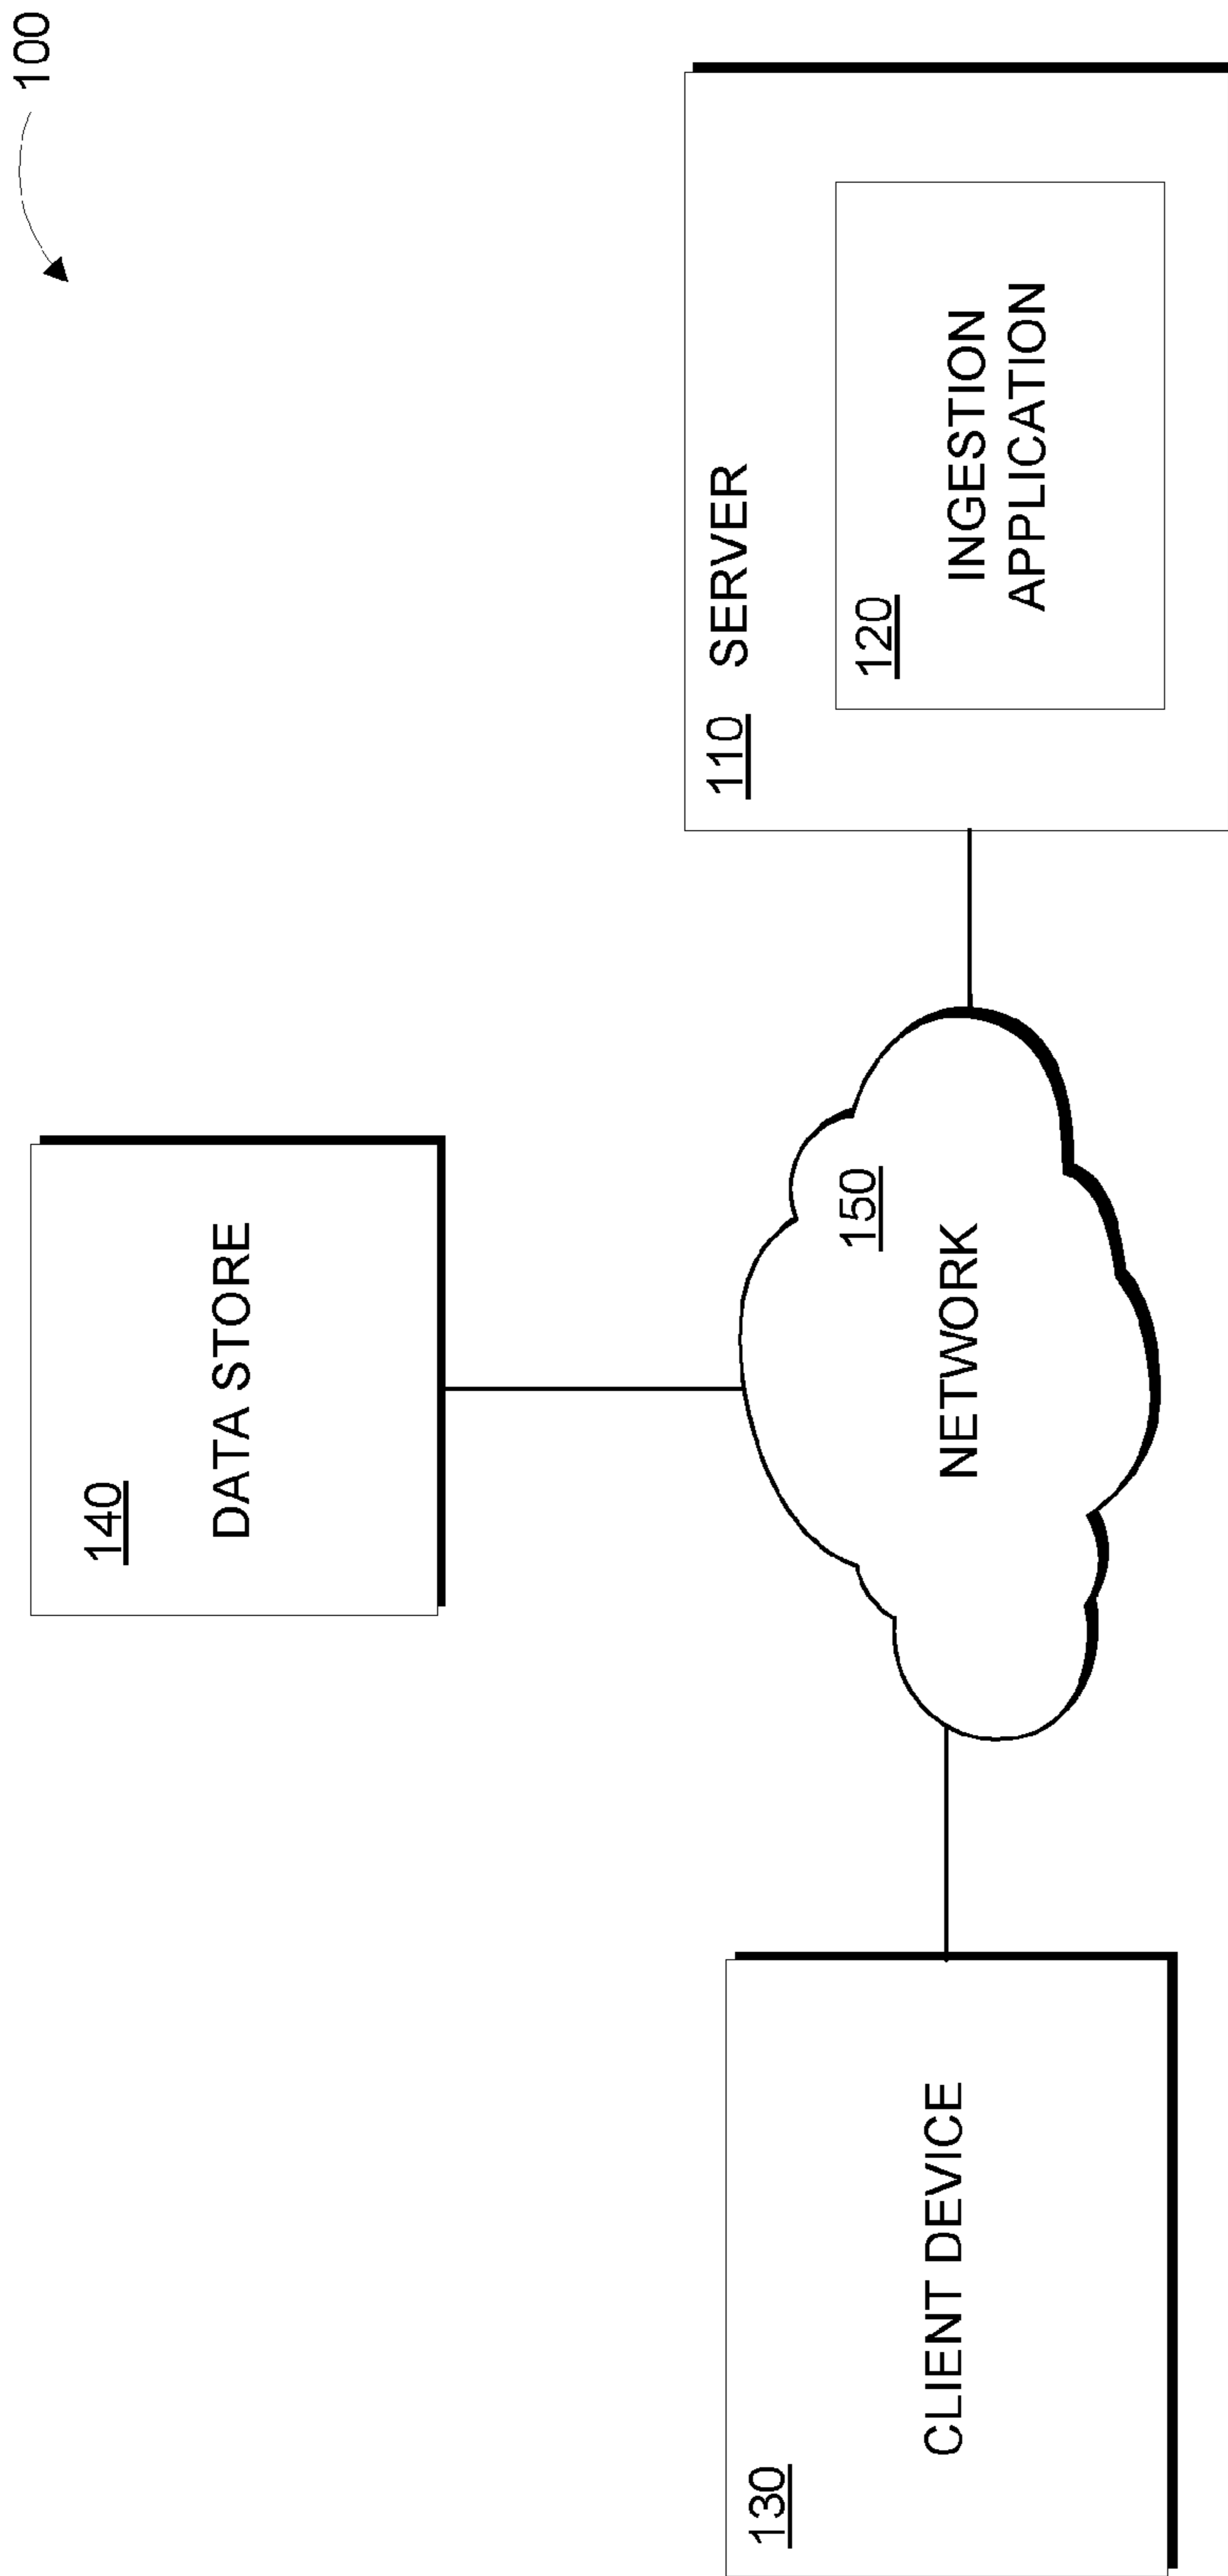 100
140
DATA STORE
110 SERVER
120
INGESTION
APPLICATION
150
NETWORK
130
CLIENT DEVICE